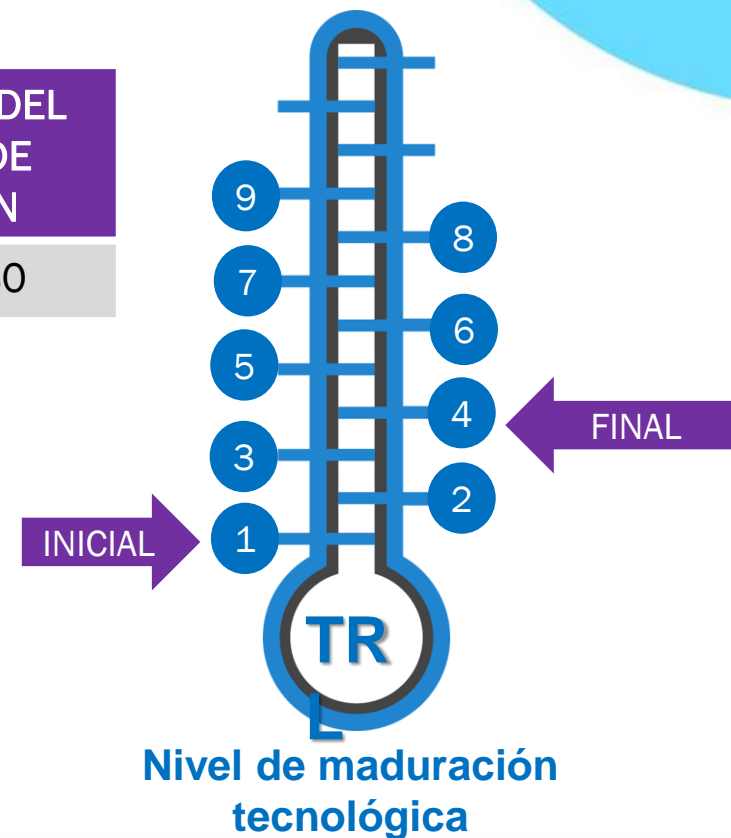 DEL
DE
N
0
9
8
7
6
5
4
FINAL
3
2
INICIAL
1
TR
L
Nivel de maduración
tecnológica